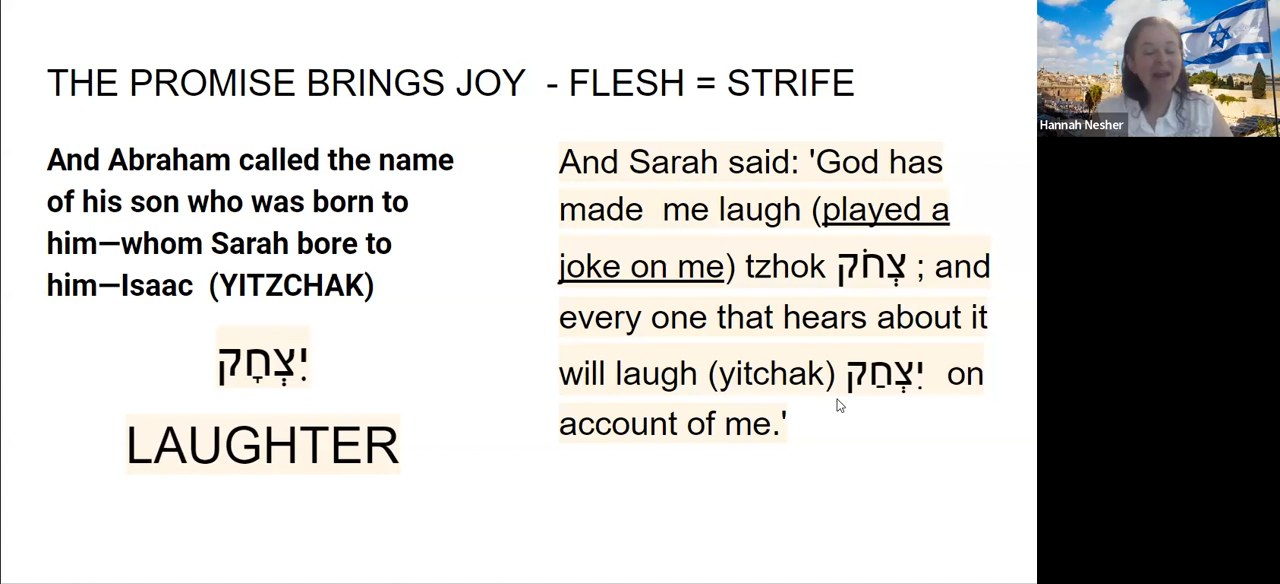 THE PROMISE BRINGS JOY - FLESH = STRIFE
And Abraham called the name
of his son who was born to
him—whom Sarah bore to
him—Isaac (YITZCHAK)
יִצְחָק
LAUGHTER
And Sarah said: 'God has
made me laugh (played a
joke on me) tzhok צְחֹק ; and
every one that hears about it
will laugh (yitchak) יִצְחַק on
account of me.'
Hannah Nesher